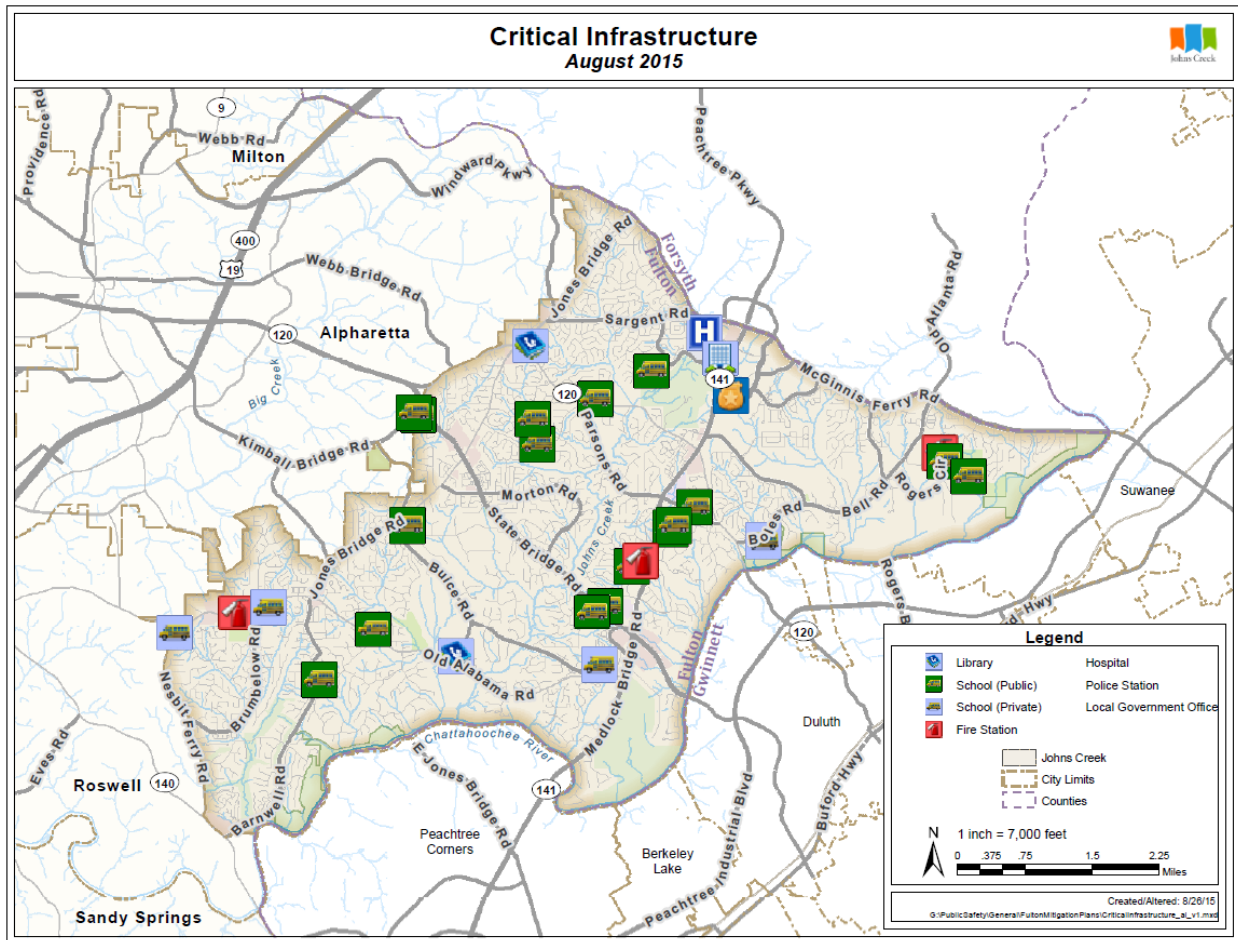 Critical Infrastructure
August 2015
Johns Creek
Providence Rd
9
Webb Rd
Milton
Windward Pkwy
Peachtree Pkwy
400
19
Webb Bridge Rd
Jones Bridge Rd
Forsyth
Fulton
Atlanta Rd
Old
120
Alpharetta
Sargent Rd
H
141
McGinnis Ferry Rd
Big Creek
120
Parsons Rd
Kimball Bridge Rd
Rogers Cir
Bell Rd
Suwanee
Morton Rd
Johns Creek
Boles Rd
Jones Bridge Rd
State Bridge Rd
Buice Rd
Rogers B
d Hwy
120
Brumbelow Rd
Old Alabama Rd
Medlock Bridge Rd
Fulton
Gwinnett
Nesbit Ferry Rd
Duluth
Eves Rd
Chattahoochee River
E Jones Bridge Rd
Roswell
140
141
Barnwell Rd
Peachtree Industrial Blvd
Buford Hwy
Peachtree
Corners
Berkeley
Lake
Sandy Springs
Legend
Library
Hospital
School (Public)
Police Station
School (Private)
Local Government Office
Fire Station
Johns Creek
City Limits
Counties
N
1 inch = 7,000 feet
0 .375 .75 1.5 2.25
Miles
Created/Altered: 8/26/15
G:\PublicSafety\General\FultonMitigationPlans\CriticalInfrastructure_al_v1.mxd